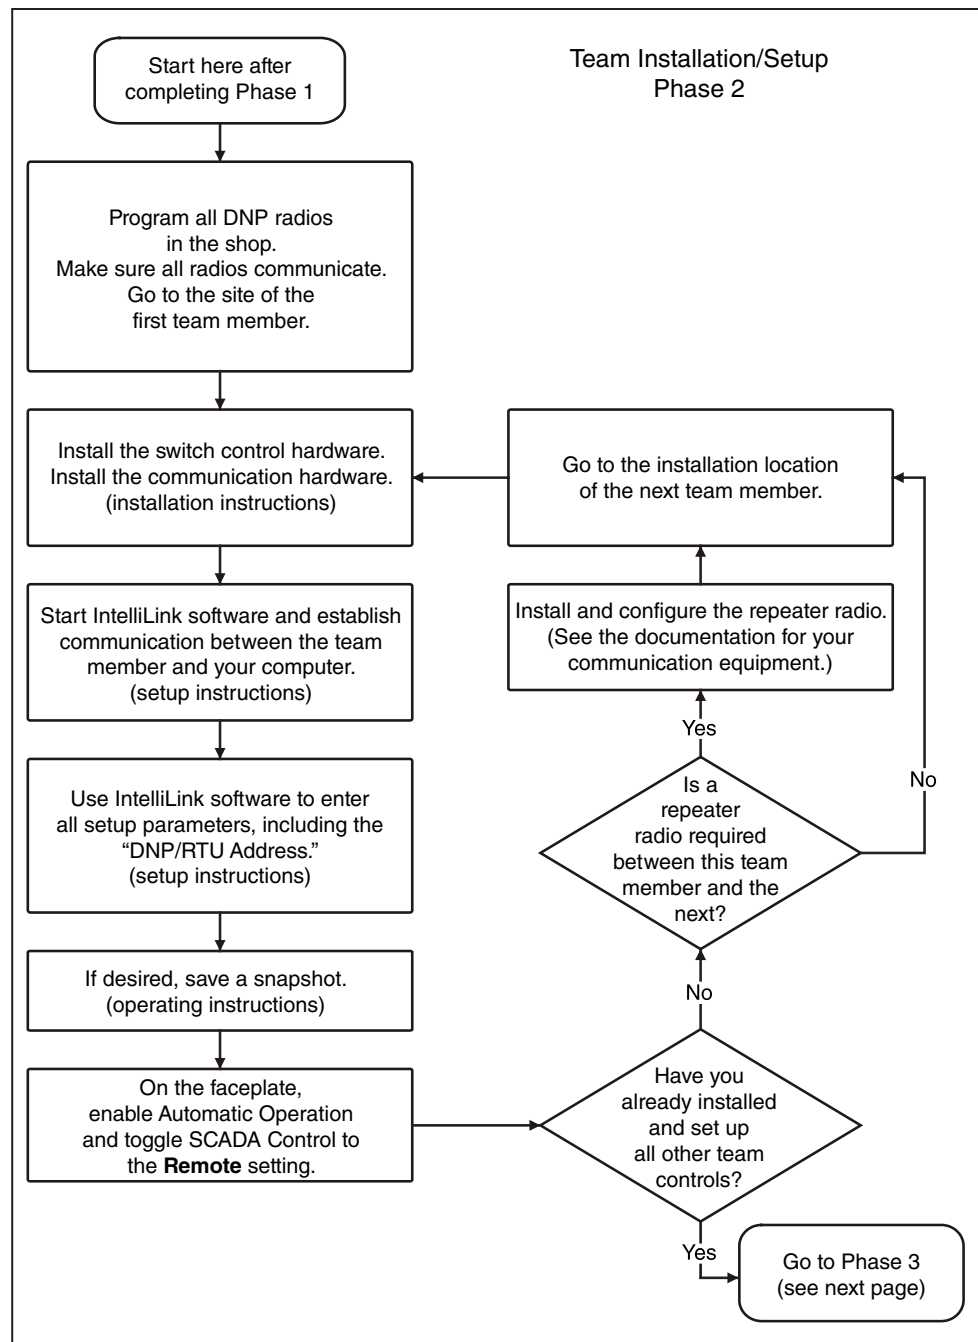 Team Installation/Setup
Phase 2
Start here after
completing Phase 1
Program all DNP radios
in the shop.
Make sure all radios communicate.
Go to the site of the
first team member.
Install the switch control hardware.
Install the communication hardware.
(installation instructions)
Start IntelliLink software and establish
communication between the team
member and your computer.
(setup instructions)
Use IntelliLink software to enter
all setup parameters, including the
“DNP/RTU Address.”
(setup instructions)
If desired, save a snapshot.
(operating instructions)
On the faceplate,
enable Automatic Operation
and toggle SCADA Control to
the Remote setting.
Have you
already installed
and set up
all other team
controls?
No
Yes
Go to Phase 3
(see next page)
Is a
repeater
radio required
between this team
member and the
next?
Yes
No
Install and configure the repeater radio.
(See the documentation for your
communication equipment.)
Go to the installation location
of the next team member.